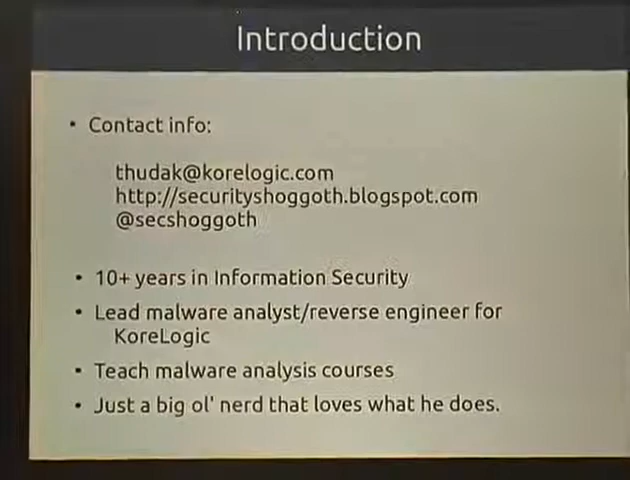 Introduction
• Contact info:
thudak@korelogic.com
http://securityshoggoth.blogspot.com
@secshoggoth
• 10+ years in Information Security
• Lead malware analyst/reverse engineer for
KoreLogic
• Teach malware analysis courses
• Just a big ol' nerd that loves what he does.